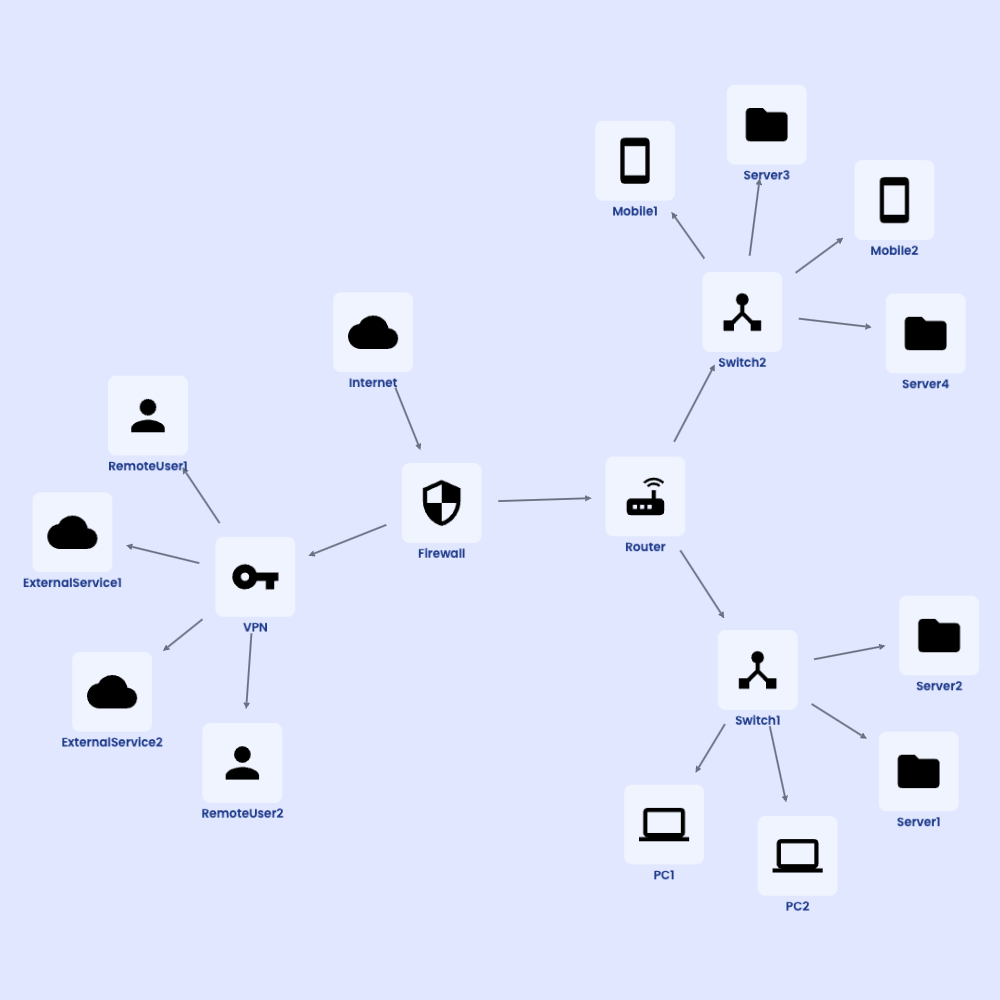 Server3
Mobile1
Mobile2
Switch2
Internet
Server4
RemoteUser1
Router
Firewall
ExternalService1
VPN
Server2
Switch1
ExternalService2
RemoteUser2
Server1
PC1
PC2